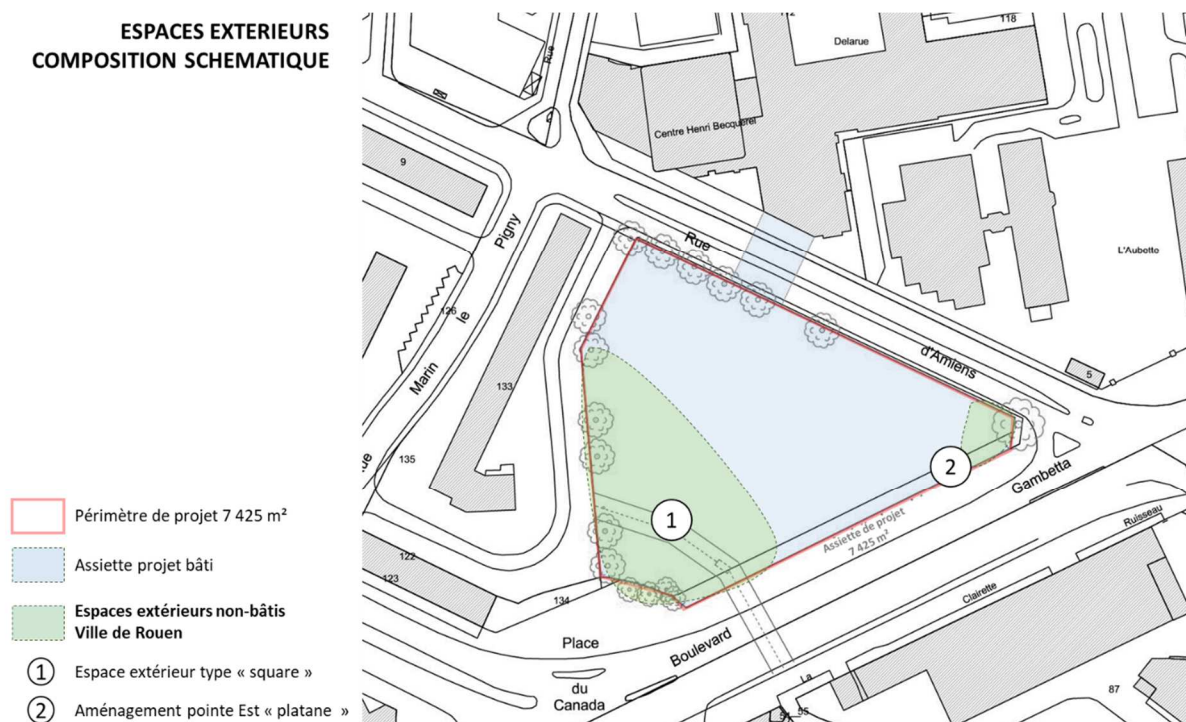 ESPACES EXTERIEURS
COMPOSITION SCHEMATIQUE
118
Delarue
Rue
Centre Henri Becquerel
9
Pigny
Rue
L'Aubette
126
le
d'Amiens
Marin
5
133
135
2
Gambetta
1
Assiette de projet
7 425 m²
Ruisseau
122
123
134
Clairette
Place
Boulevard
La
du
Canada
87
55
Périmètre de projet 7 425 m²
Assiette projet bâti
Espaces extérieurs non-bâtis
Ville de Rouen
1 Espace extérieur type « square »
2 Aménagement pointe Est « platane »